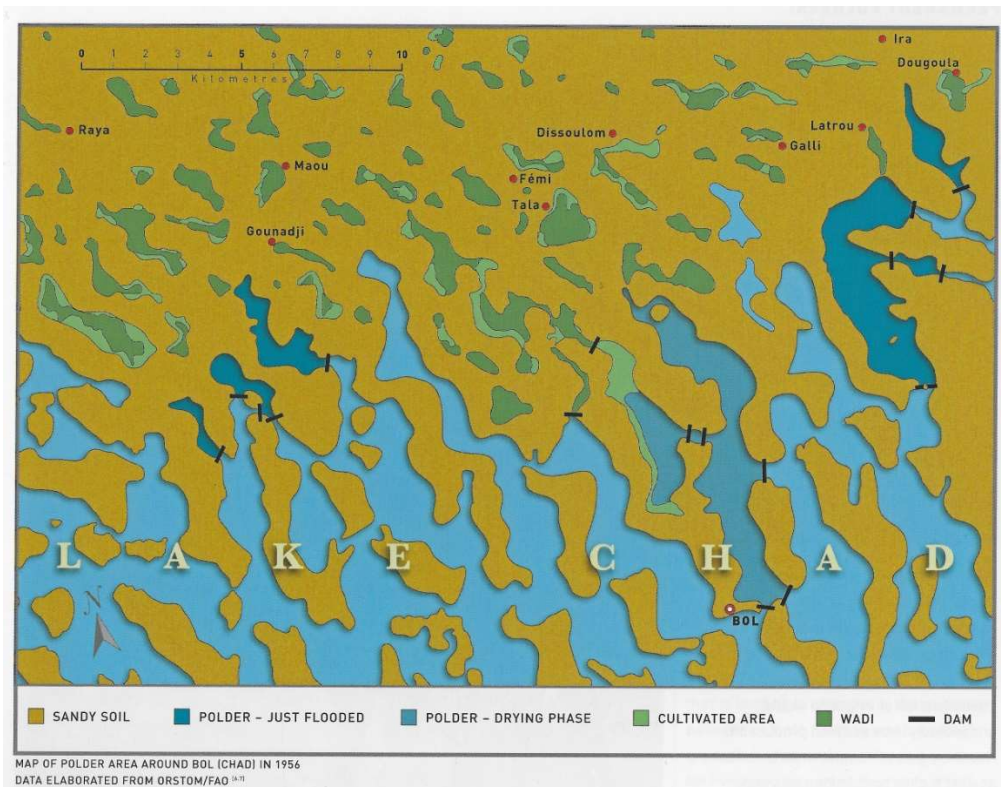 0 1 2 3 4 5 6 7 8 9 10
Kilometres
Ira
Dougoula
Raya
Dissoulom
Latrou
Galli
Maou
Fémi
Tala
Gounadji
L A K E C H A D
N
BOL
SANDY SOIL
POLDER – JUST FLOODED
POLDER – DRYING PHASE
CULTIVATED AREA
WADI
DAM
MAP OF POLDER AREA AROUND BOL (CHAD) IN 1956
DATA ELABORATED FROM ORSTOM/FAO